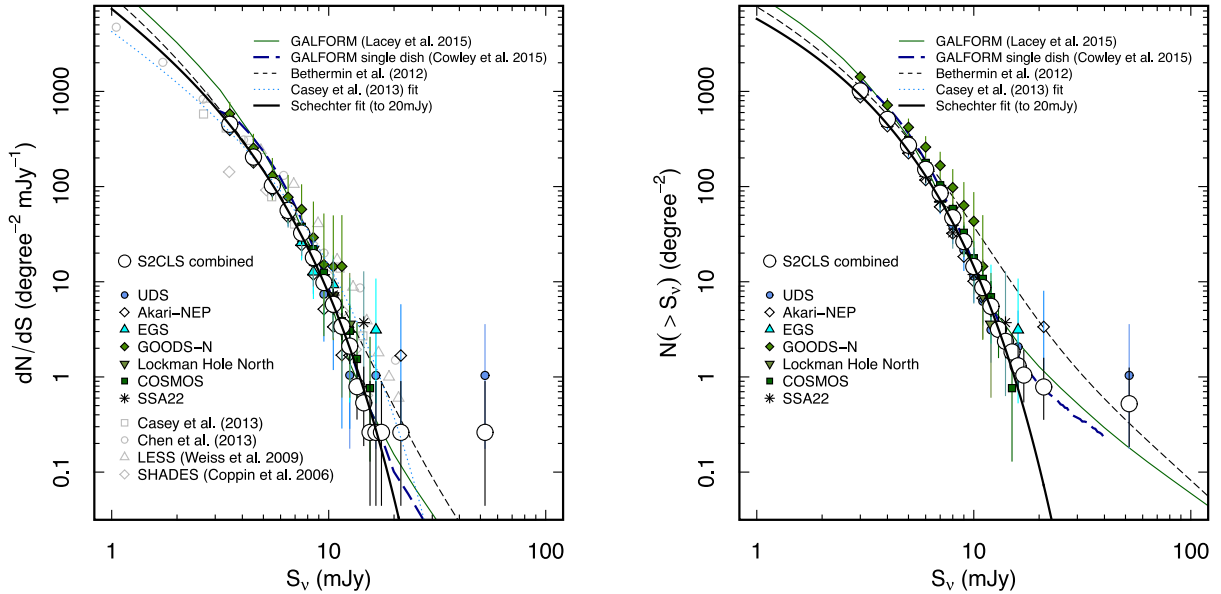 GALFORM (Lacey et al. 2015)
GALFORM single dish (Cowley et al. 2015)
Bethermin et al. (2012)
Casey et al. (2013) fit
Schechter fit (to 20mJy)
S2CLS combined
UDS
Akari−NEP
EGS
GOODS−N
Lockman Hole North
COSMOS
SSA22
Casey et al. (2013)
Chen et al. (2013)
LESS (Weiss et al. 2009)
SHADES (Coppin et al. 2006)
dN/dS (degree⁻² mJy⁻¹)
1000
100
10
1
0.1
1 10 100
Sν (mJy)
GALFORM (Lacey et al. 2015)
GALFORM single dish (Cowley et al. 2015)
Bethermin et al. (2012)
Casey et al. (2013) fit
Schechter fit (to 20mJy)
S2CLS combined
UDS
Akari−NEP
EGS
GOODS−N
Lockman Hole North
COSMOS
SSA22
N( > Sν) (degree⁻²)
1000
100
10
1
0.1
1 10 100
Sν (mJy)